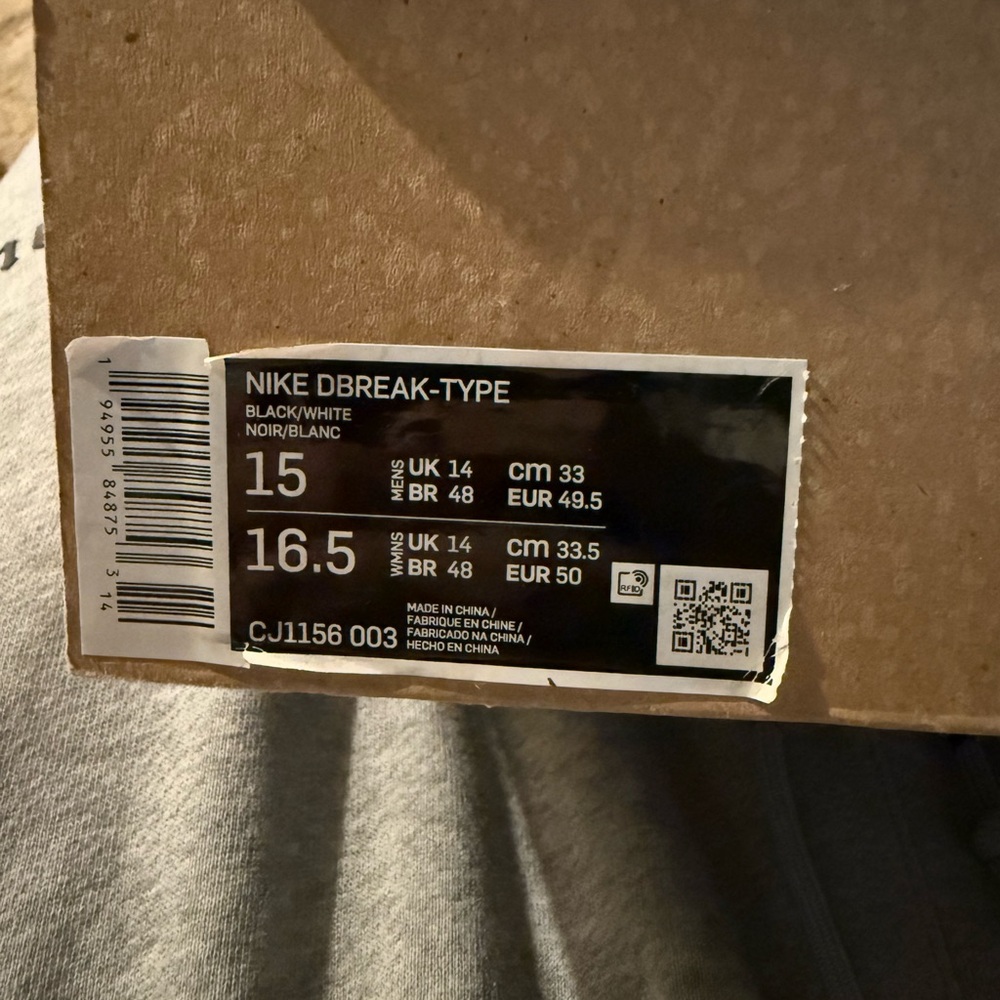 NIKE DBREAK-TYPE
BLACK/WHITE
NOIR/BLANC
15 MENS UK 14 cm 33
BR 48 EUR 49.5
16.5 WMNS UK 14 cm 33.5
BR 48 EUR 50
RFID
CJ1156 003
MADE IN CHINA /
FABRIQUE EN CHINE /
FABRICADO NA CHINA /
HECHO EN CHINA
1 94955 84875 3 14